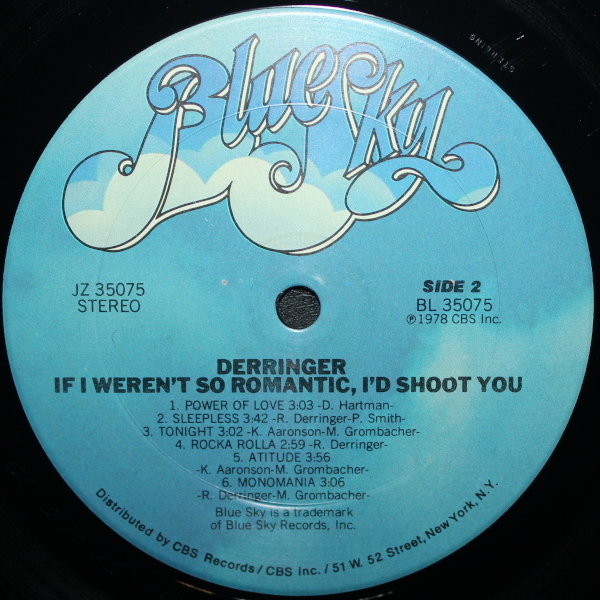 Blue Sky
JZ 35075
STEREO
SIDE 2
BL 35075
℗1978 CBS Inc.
DERRINGER
IF I WEREN'T SO ROMANTIC, I'D SHOOT YOU
1. POWER OF LOVE 3:03 -D. Hartman-
2. SLEEPLESS 3:42 -R. Derringer-P. Smith-
3. TONIGHT 3:02 -K. Aaronson-M. Grombacher-
4. ROCKA ROLLA 2:59 -R. Derringer-
5. ATITUDE 3:56
-K. Aaronson-M. Grombacher-
6. MONOMANIA 3:06
-R. Derringer-M. Grombacher-
Blue Sky is a trademark
of Blue Sky Records, Inc.
Distributed by CBS Records/CBS Inc./51 W. 52 Street, New York, N.Y.
STERLING